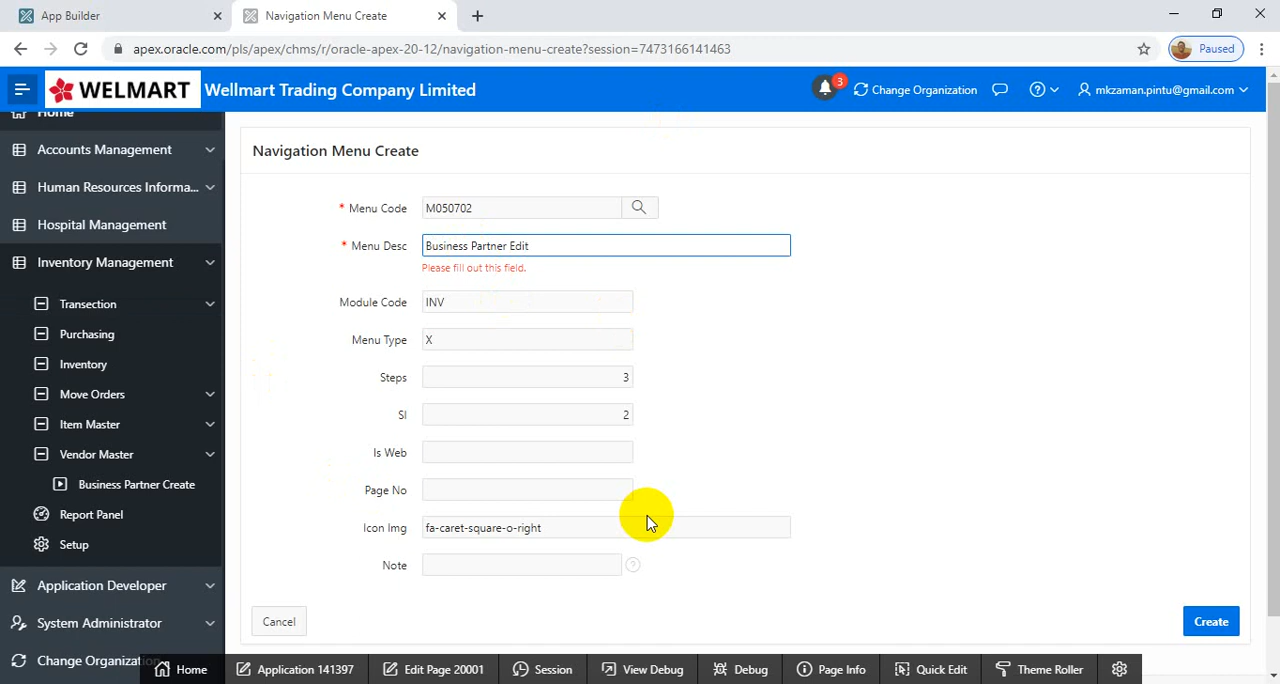 App Builder
Navigation Menu Create
apex.oracle.com/pls/apex/chms/r/oracle-apex-20-12/navigation-menu-create?session=7473166141463
Paused
WELMART
Wellmart Trading Company Limited
3
Change Organization
mkzaman.pintu@gmail.com
Home
Accounts Management
Human Resources Informa...
Hospital Management
Inventory Management
Transection
Purchasing
Inventory
Move Orders
Item Master
Vendor Master
Business Partner Create
Report Panel
Setup
Application Developer
System Administrator
Change Organizatio
Navigation Menu Create
* Menu Code M050702
* Menu Desc Business Partner Edit
Please fill out this field.
Module Code INV
Menu Type X
Steps 3
Sl 2
Is Web
Page No
Icon Img fa-caret-square-o-right
Note
Cancel
Create
Home
Application 141397
Edit Page 20001
Session
View Debug
Debug
Page Info
Quick Edit
Theme Roller